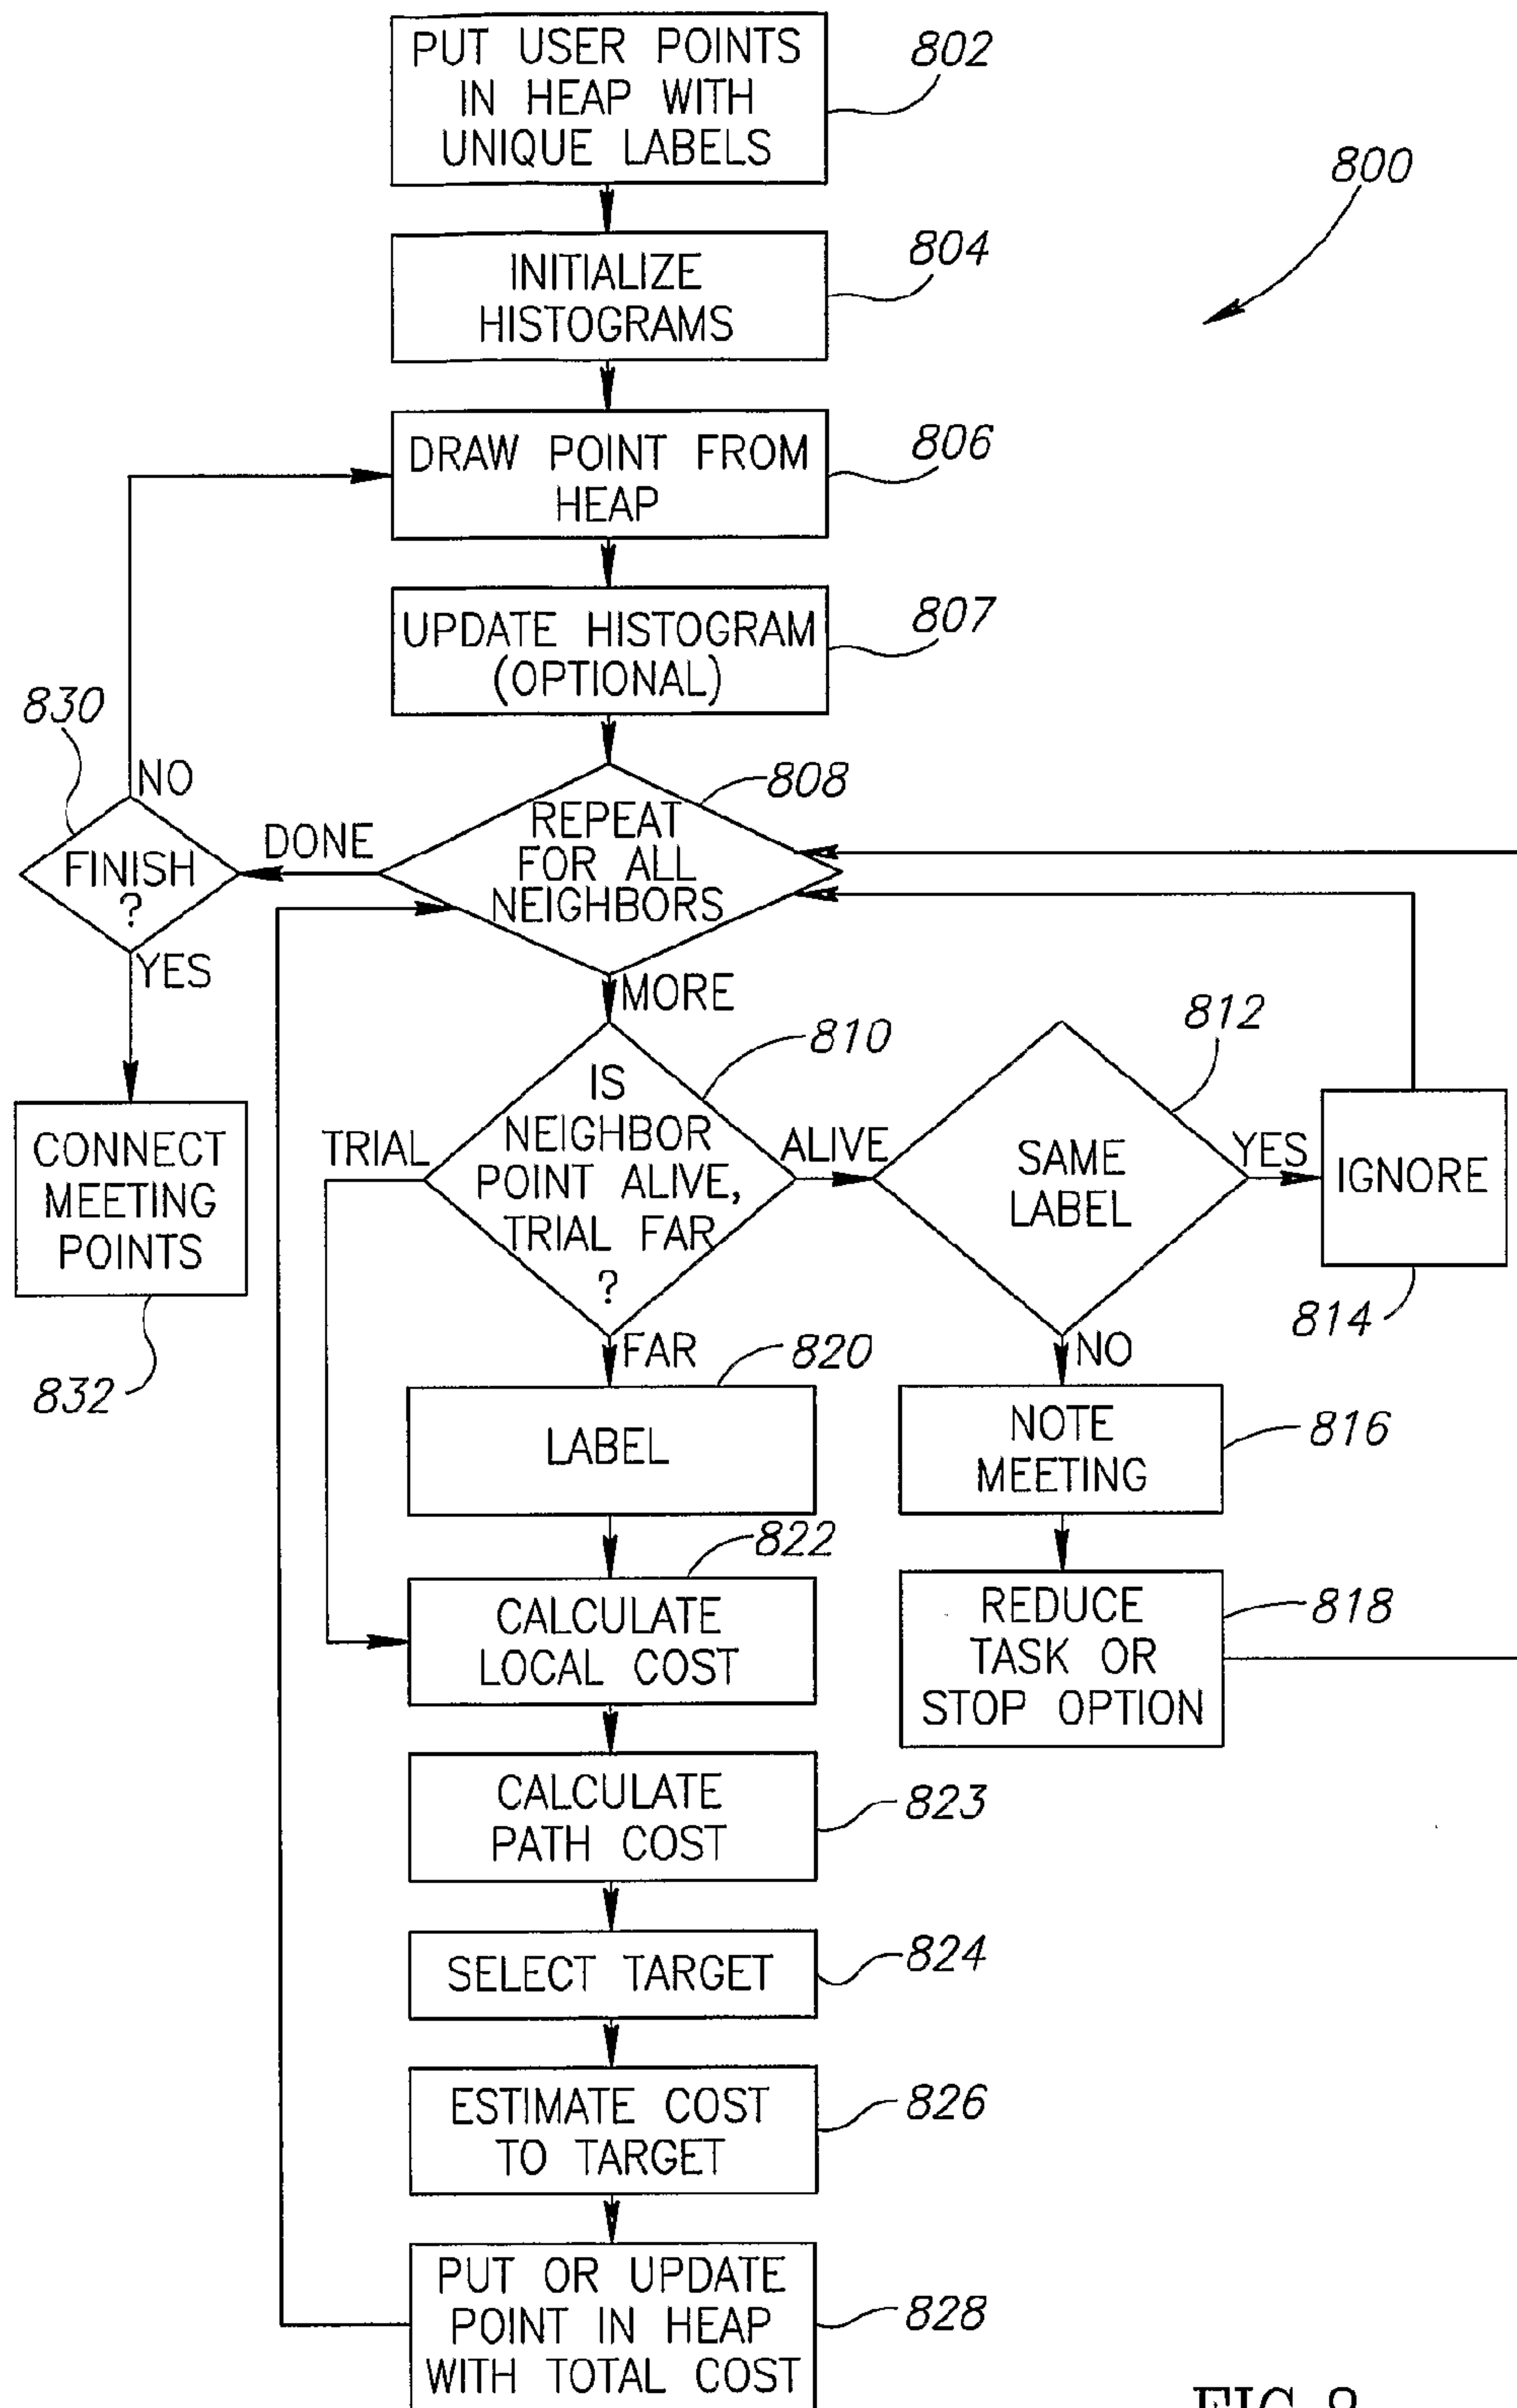 PUT USER POINTS
IN HEAP WITH
UNIQUE LABELS
802
800
INITIALIZE
HISTOGRAMS
804
DRAW POINT FROM
HEAP
806
UPDATE HISTOGRAM
(OPTIONAL)
807
830
NO
FINISH
?
YES
DONE
REPEAT
FOR ALL
NEIGHBORS
808
MORE
CONNECT
MEETING
POINTS
832
TRIAL
IS
NEIGHBOR
POINT ALIVE,
TRIAL FAR
?
810
ALIVE
SAME
LABEL
812
YES
IGNORE
814
FAR
NO
LABEL
820
NOTE
MEETING
816
CALCULATE
LOCAL COST
822
REDUCE
TASK OR
STOP OPTION
818
CALCULATE
PATH COST
823
SELECT TARGET
824
ESTIMATE COST
TO TARGET
826
PUT OR UPDATE
POINT IN HEAP
WITH TOTAL COST
828
FIG.8